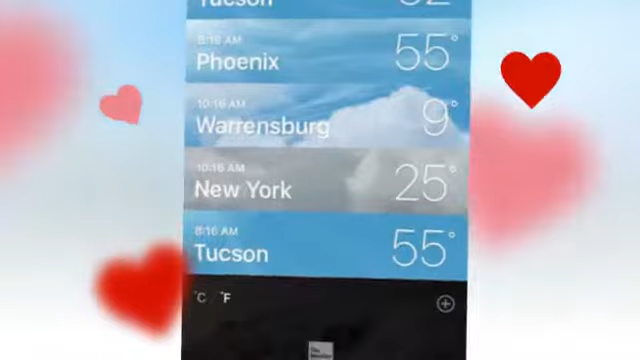 Tucson
8:16 AM
Phoenix
55°
10:16 AM
Warrensburg
9°
10:16 AM
New York
25°
8:16 AM
Tucson
55°
°C / °F